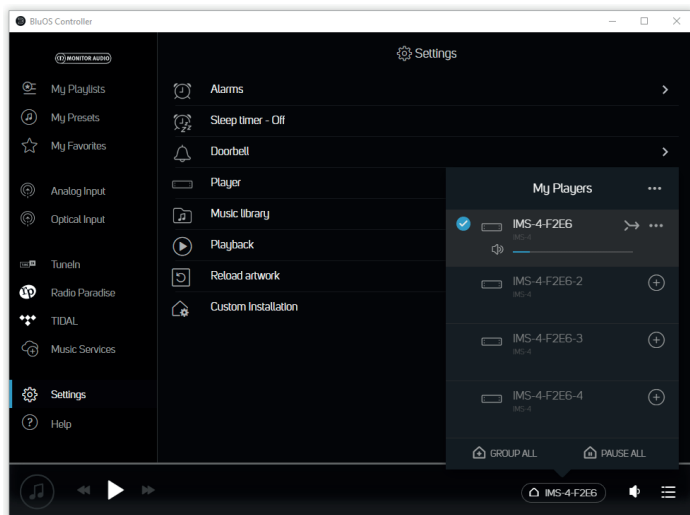 BluOS Controller
MONITOR AUDIO
Settings
My Playlists
My Presets
My Favorites
Analog Input
Optical Input
TuneIn
Radio Paradise
TIDAL
Music Services
Settings
Help
Alarms
Sleep timer - Off
Doorbell
Player
Music library
Playback
Reload artwork
Custom Installation
My Players
IMS-4-F2E6
IMS-4
IMS-4-F2E6-2
IMS-4
IMS-4-F2E6-3
IMS-4
IMS-4-F2E6-4
IMS-4
GROUP ALL
PAUSE ALL
IMS-4-F2E6